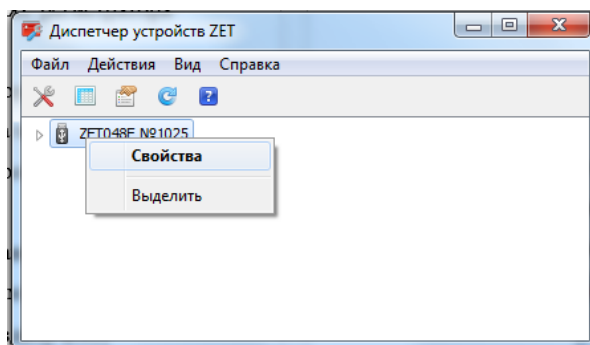 Диспетчер устройств ZET
Файл Действия Вид Справка
ZET048E №1025
Свойства
Выделить